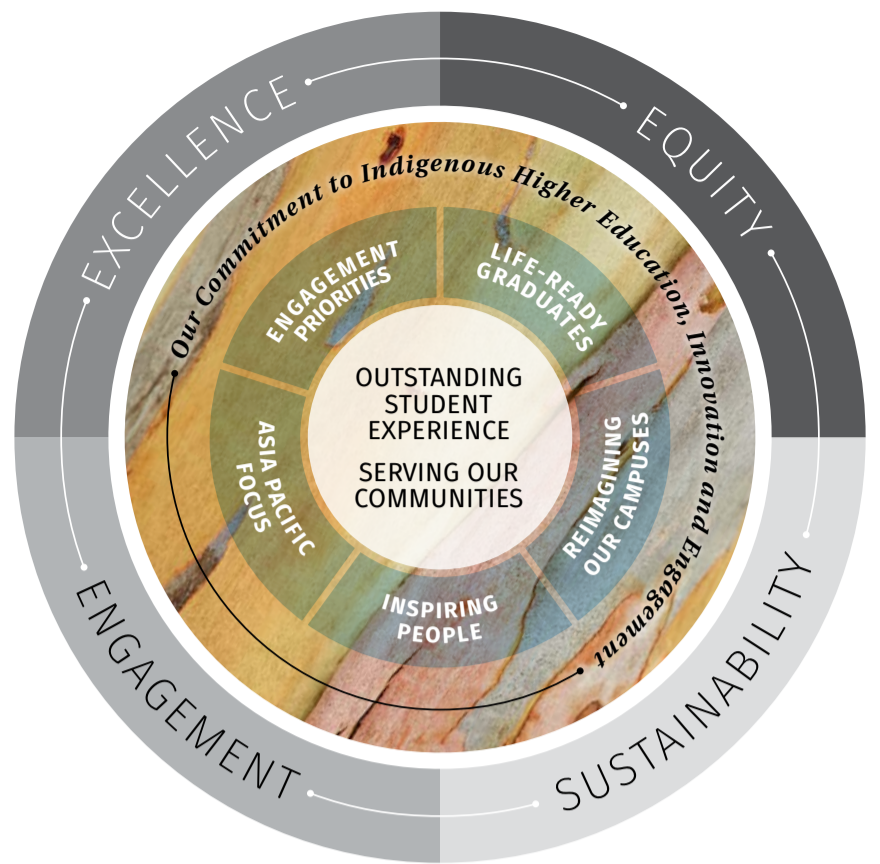 EXCELLENCE
EQUITY
SUSTAINABILITY
ENGAGEMENT
Our Commitment to Indigenous Higher Education, Innovation and Engagement
ENGAGEMENT
PRIORITIES
LIFE-READY
GRADUATES
REIMAGINING
OUR CAMPUSES
INSPIRING
PEOPLE
ASIA PACIFIC
FOCUS
OUTSTANDING
STUDENT
EXPERIENCE
SERVING OUR
COMMUNITIES